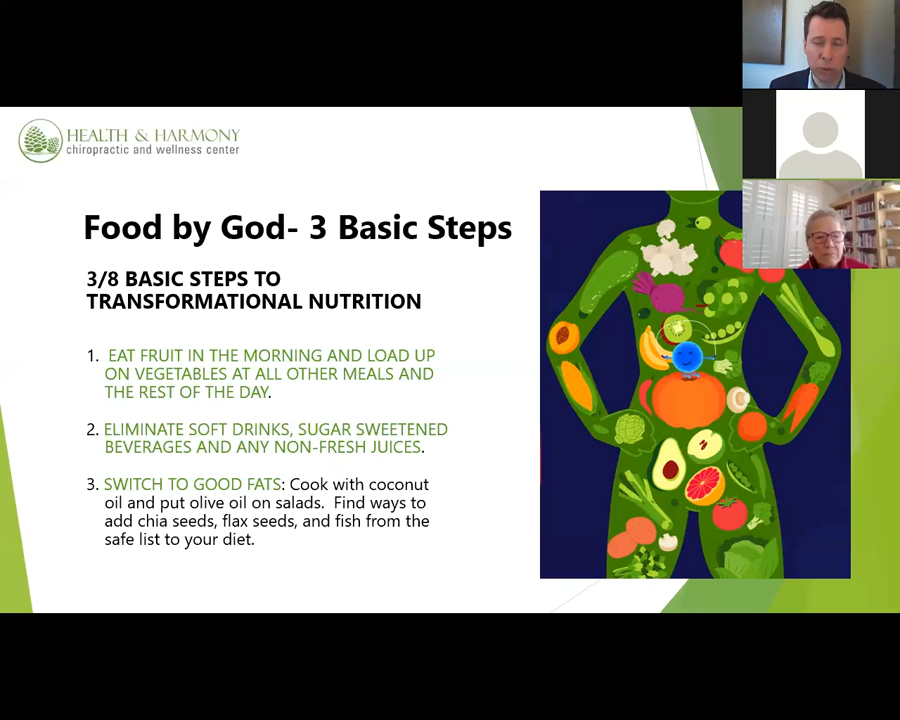 HEALTH & HARMONY
chiropractic and wellness center
Food by God- 3 Basic Steps
3/8 BASIC STEPS TO
TRANSFORMATIONAL NUTRITION
1. EAT FRUIT IN THE MORNING AND LOAD UP
ON VEGETABLES AT ALL OTHER MEALS AND
THE REST OF THE DAY.
2. ELIMINATE SOFT DRINKS, SUGAR SWEETENED
BEVERAGES AND ANY NON-FRESH JUICES.
3. SWITCH TO GOOD FATS: Cook with coconut
oil and put olive oil on salads. Find ways to
add chia seeds, flax seeds, and fish from the
safe list to your diet.